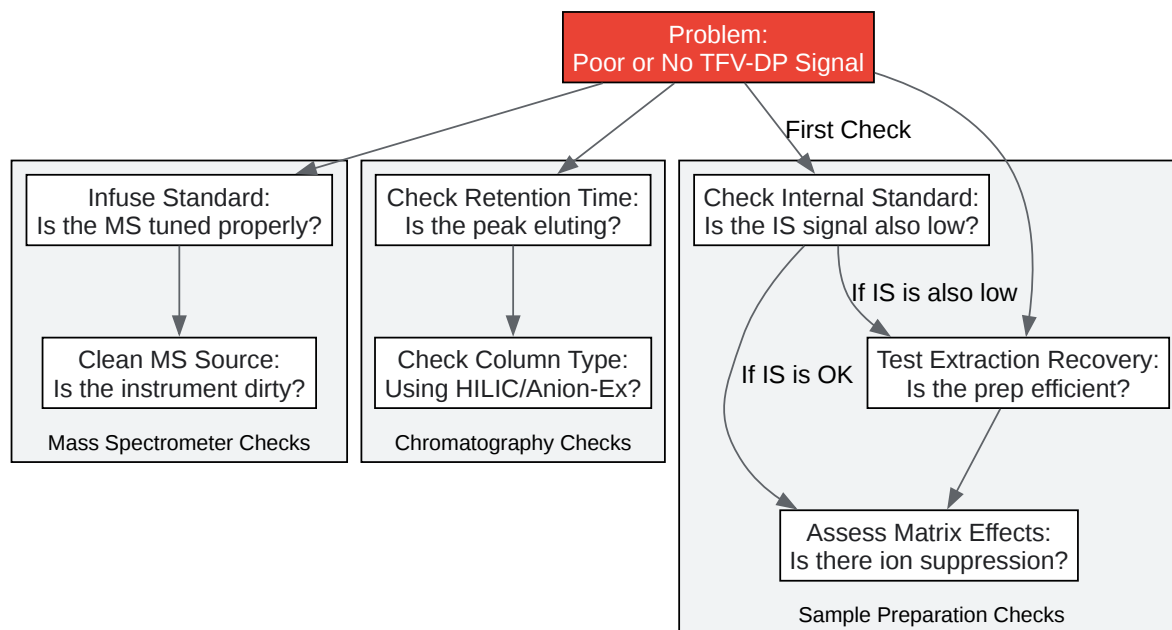 Problem:
Poor or No TFV-DP Signal
First Check
Infuse Standard:
Is the MS tuned properly?
Check Retention Time:
Is the peak eluting?
Check Internal Standard:
Is the IS signal also low?
If IS is also low
Clean MS Source:
Is the instrument dirty?
Check Column Type:
Using HILIC/Anion-Ex?
If IS is OK
Test Extraction Recovery:
Is the prep efficient?
Mass Spectrometer Checks
Chromatography Checks
Assess Matrix Effects:
Is there ion suppression?
Sample Preparation Checks